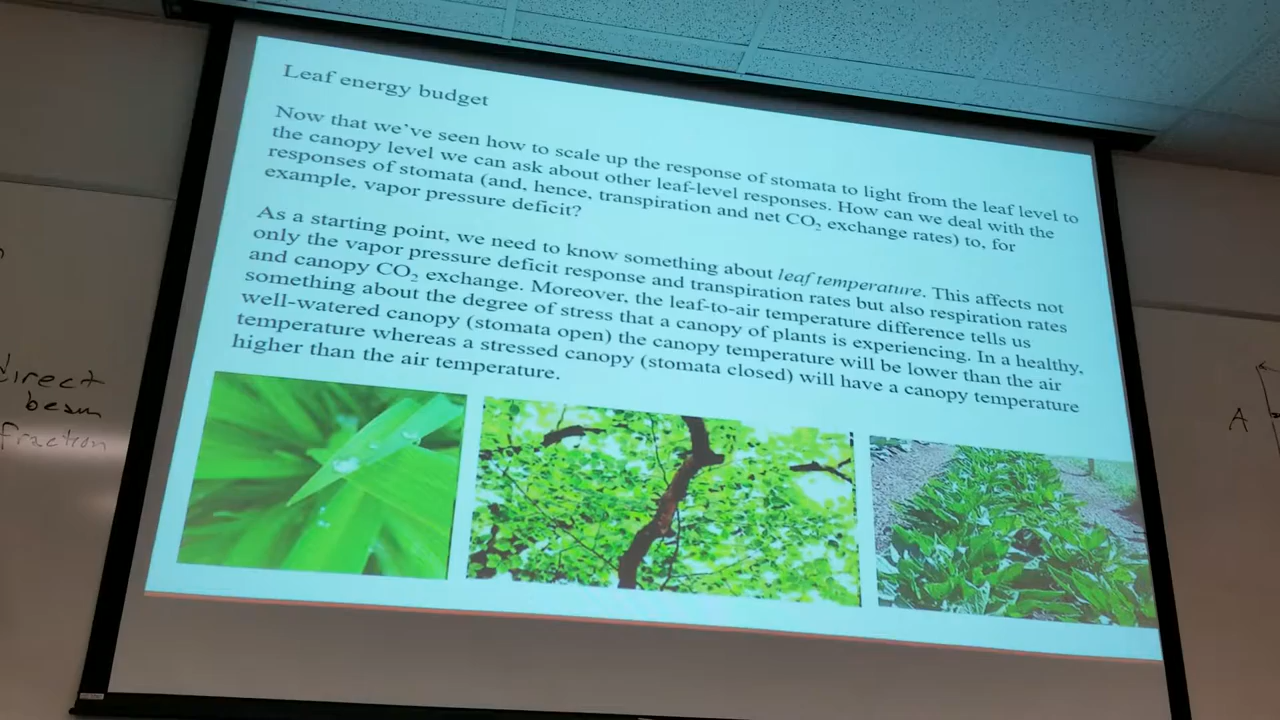 Leaf energy budget
Now that we've seen how to scale up the response of stomata to light from the leaf level to
the canopy level we can ask about other leaf-level responses. How can we deal with the
responses of stomata (and, hence, transpiration and net CO₂ exchange rates) to, for
example, vapor pressure deficit?
As a starting point, we need to know something about leaf temperature. This affects not
only the vapor pressure deficit response and transpiration rates but also respiration rates
and canopy CO₂ exchange. Moreover, the leaf-to-air temperature difference tells us
something about the degree of stress that a canopy of plants is experiencing. In a healthy,
well-watered canopy (stomata open) the canopy temperature will be lower than the air
temperature whereas a stressed canopy (stomata closed) will have a canopy temperature
higher than the air temperature.
direct
beam
fraction
A